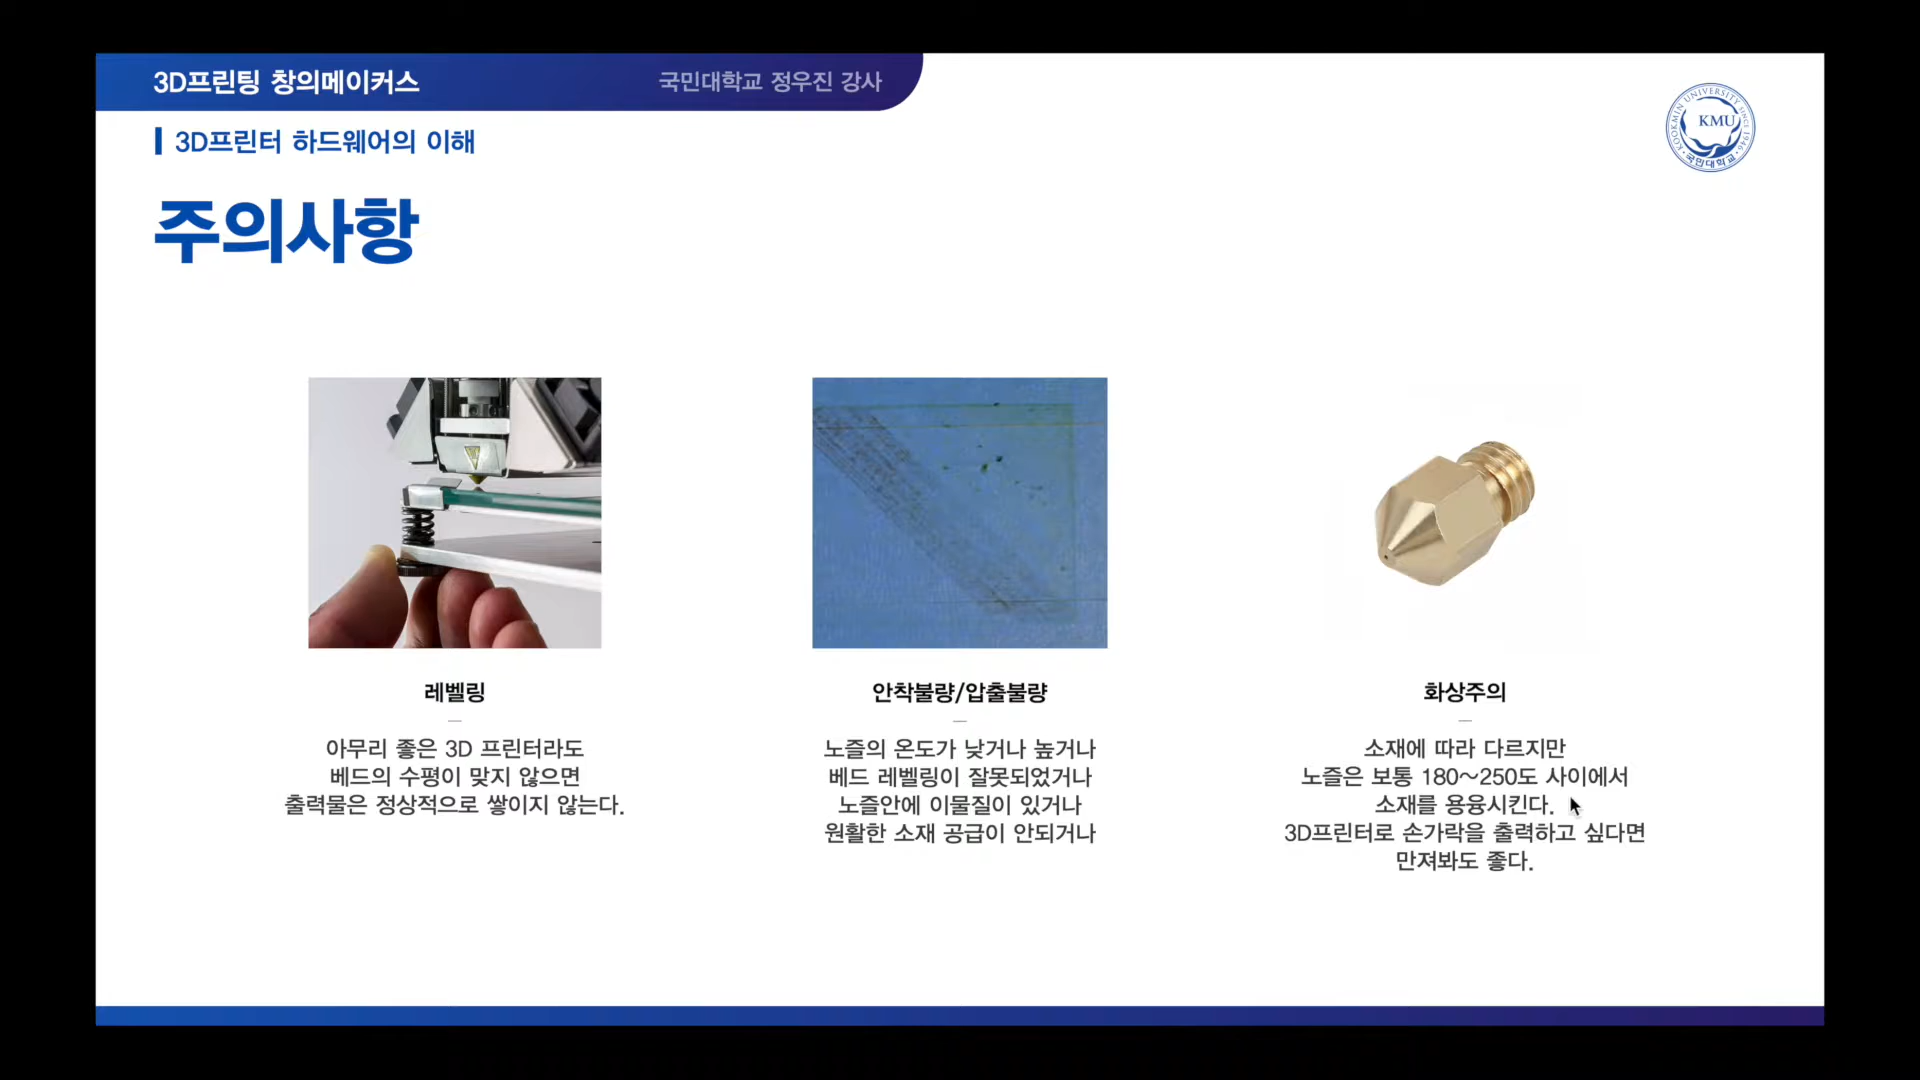 3D프린팅 창의메이커스
국민대학교 정우진 강사
3D프린터 하드웨어의 이해
KOOKMIN UNIVERSITY SINCE 1946
KMU
국민대학교
주의사항
레벨링
아무리 좋은 3D 프린터라도
베드의 수평이 맞지 않으면
출력물은 정상적으로 쌓이지 않는다.
안착불량/압출불량
노즐의 온도가 낮거나 높거나
베드 레벨링이 잘못되었거나
노즐안에 이물질이 있거나
원활한 소재 공급이 안되거나
화상주의
소재에 따라 다르지만
노즐은 보통 180~250도 사이에서
소재를 용융시킨다.
3D프린터로 손가락을 출력하고 싶다면
만져봐도 좋다.